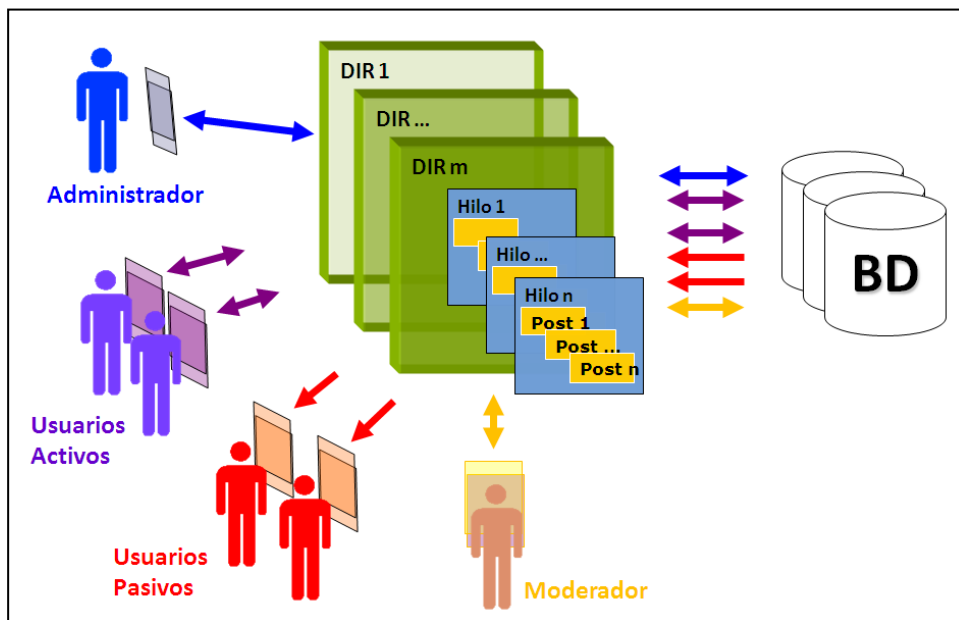 DIR 1
DIR ...
DIR m
Hilo 1
Hilo ...
Hilo n
Post 1
Post ...
Post n
BD
Administrador
Usuarios
Activos
Usuarios
Pasivos
Moderador